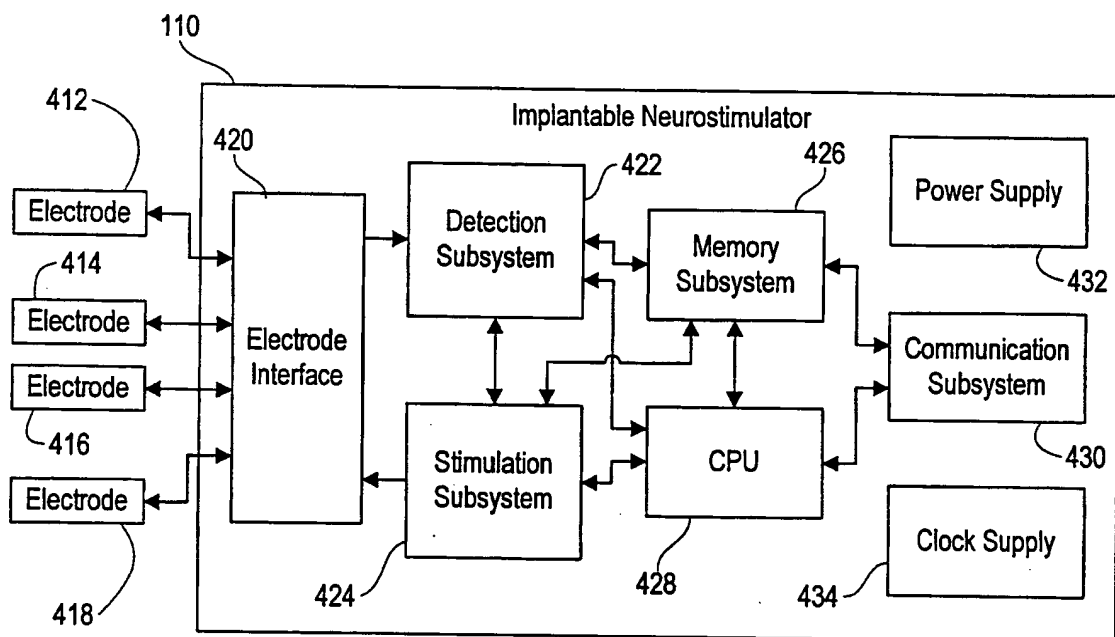 110
412
Implantable Neurostimulator
420
422
426
Electrode
Detection
Subsystem
Memory
Subsystem
Power Supply
432
414
Electrode
Electrode
Interface
Communication
Subsystem
430
Electrode
416
Stimulation
Subsystem
CPU
Electrode
418
424
428
Clock Supply
434